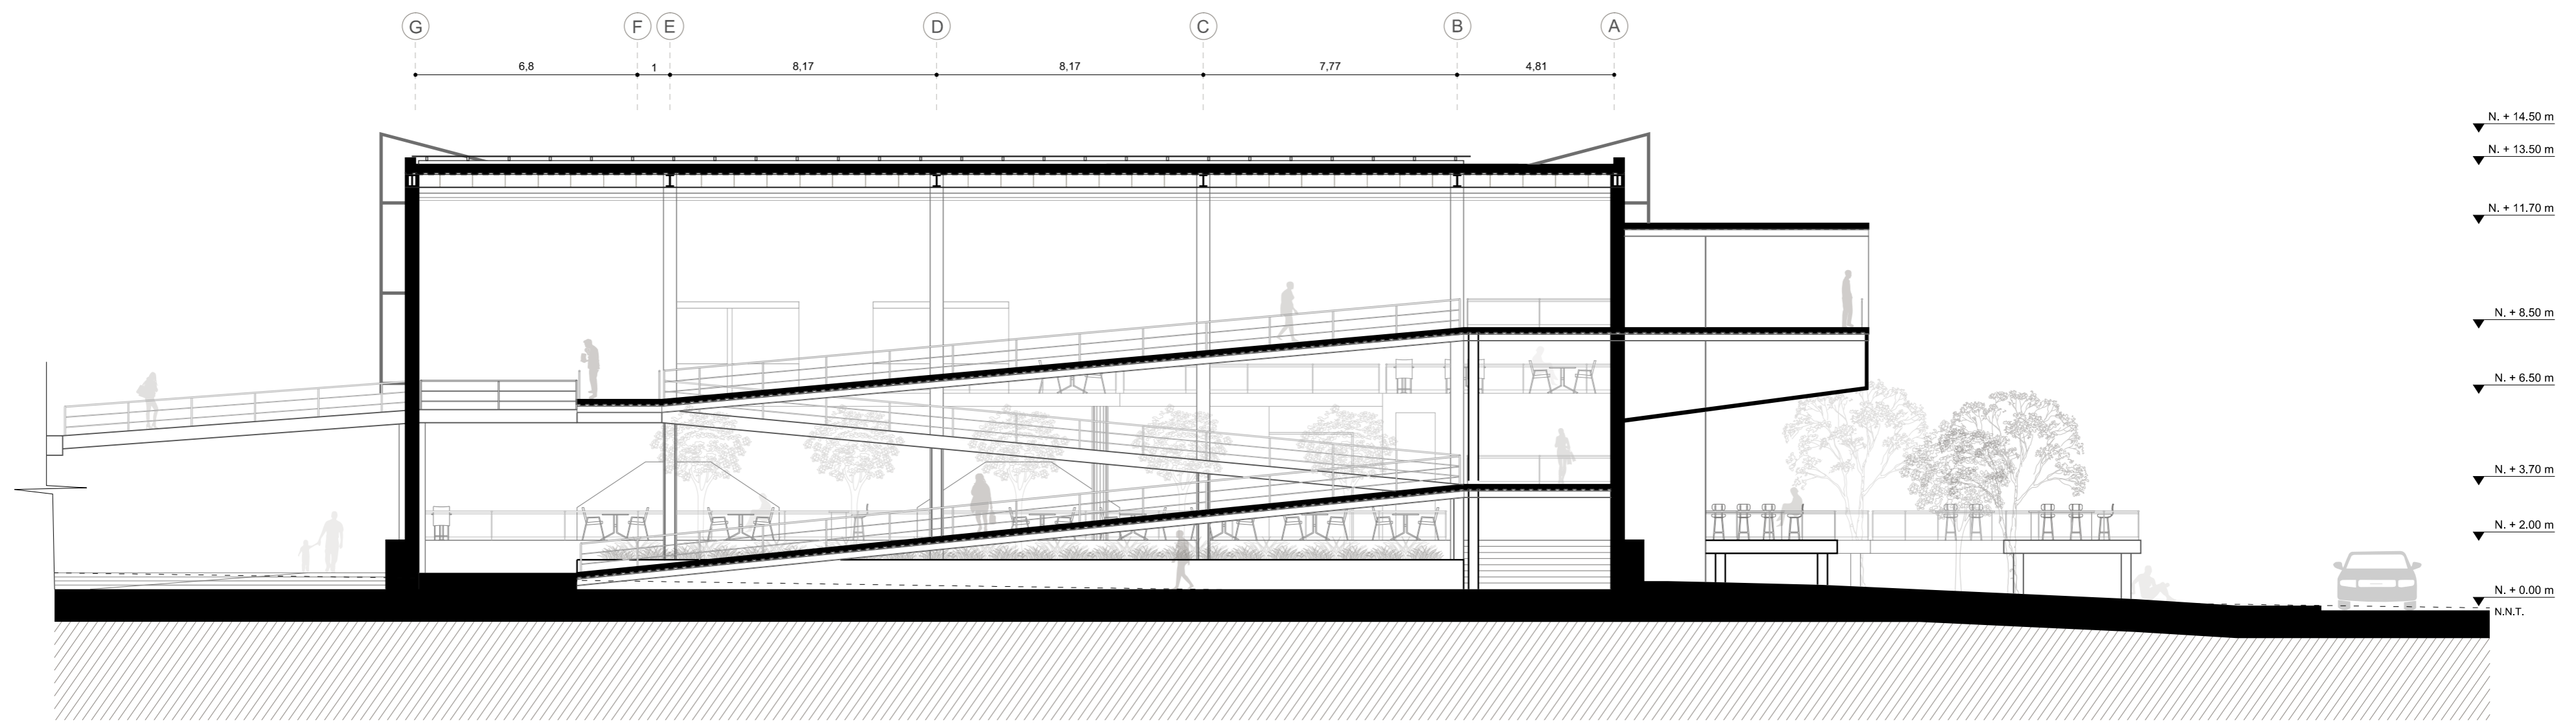 G F E D C B A
6,8 1 8,17 8,17 7,77 4,81
N. + 14.50 m
N. + 13.50 m
N. + 11.70 m
N. + 8.50 m
N. + 6.50 m
N. + 3.70 m
N. + 2.00 m
N. + 0.00 m
N.N.T.